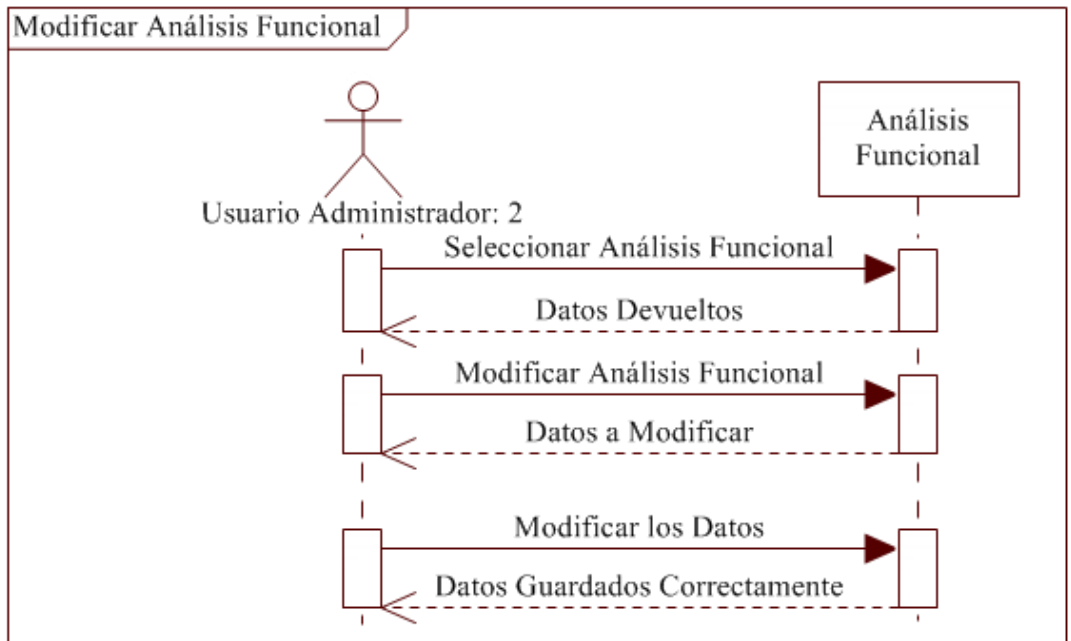 Modificar Análisis Funcional
Análisis
Funcional
Usuario Administrador: 2
Seleccionar Análisis Funcional
Datos Devueltos
Modificar Análisis Funcional
Datos a Modificar
Modificar los Datos
Datos Guardados Correctamente